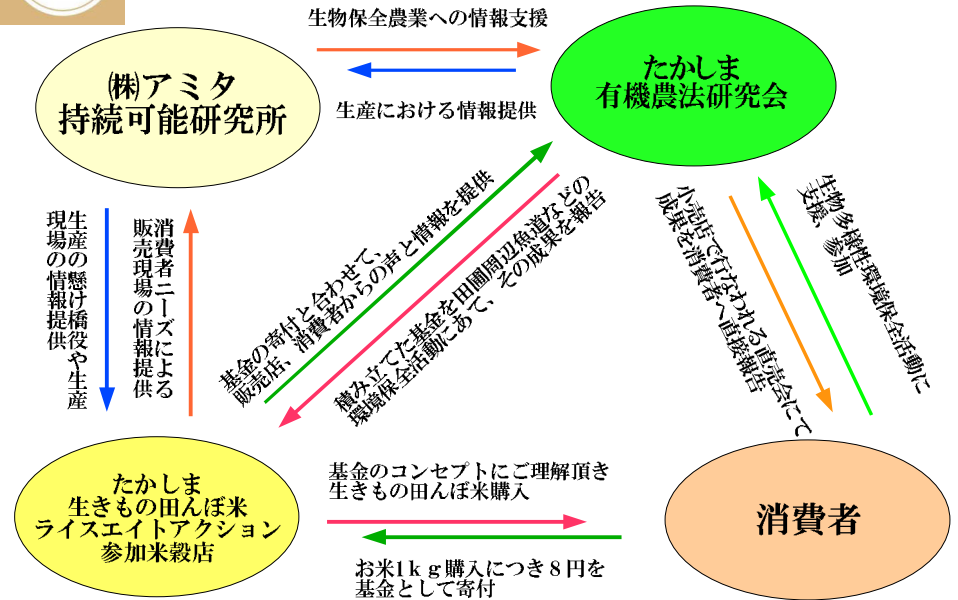 生物保全農業への情報支援
㈱アミタ
持続可能研究所
たかしま
有機農法研究会
生産における情報提供
生産の懸け橋役や生産
現場の情報提供
消費者ニーズによる
販売現場の情報提供
基金の寄付と合わせて、
販売店、消費者からの声と情報を提供
積み立てた基金を田圃周辺魚道などの
環境保全活動にあて、その成果を報告
小売店で行なわれる直売会にて
成果を消費者へ直接報告
生物多様性環境保全活動に
支援、参加
たかしま
生きもの田んぼ米
ライスエイトアクション
参加米穀店
基金のコンセプトにご理解頂き
生きもの田んぼ米購入
消費者
お米1ｋｇ購入につき８円を
基金として寄付